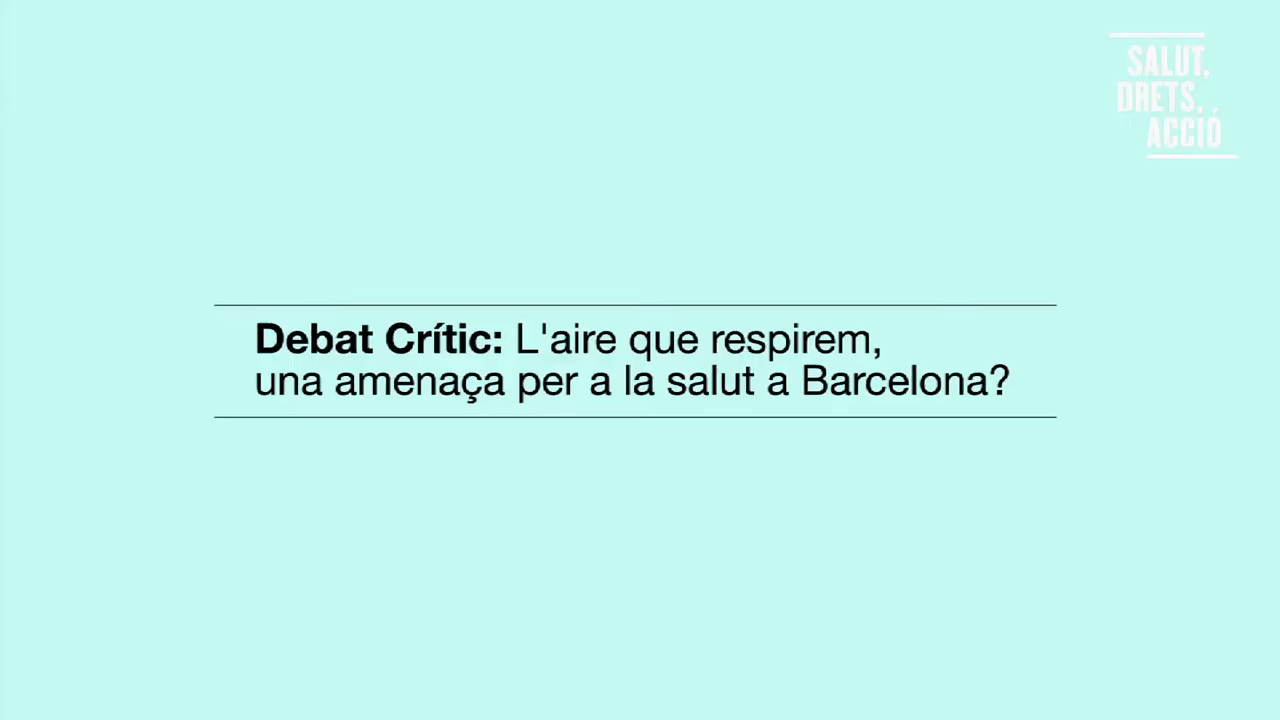 SALUT,
DRETS,
ACCIÓ
Debat Crític: L'aire que respirem,
una amenaça per a la salut a Barcelona?